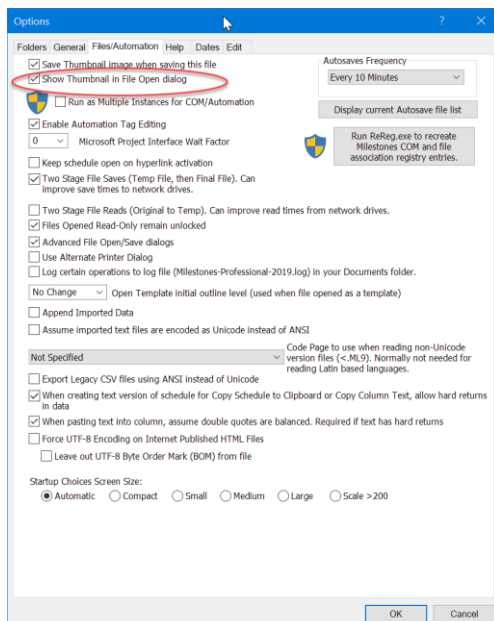 Options
Folders General Files/Automation Help Dates Edit
Save Thumbnail image when saving this file
Show Thumbnail in File Open dialog
Run as Multiple Instances for COM/Automation
Enable Automation Tag Editing
0 Microsoft Project Interface Wait Factor
Keep schedule open on hyperlink activation
Two Stage File Saves (Temp File, then Final File). Can
improve save times to network drives.
Autosaves Frequency
Every 10 Minutes
Display current Autosave file list
Run ReReg.exe to recreate
Milestones COM and file
association registry entries.
Two Stage File Reads (Original to Temp). Can improve read times from network drives.
Files Opened Read-Only remain unlocked
Advanced File Open/Save dialogs
Use Alternate Printer Dialog
Log certain operations to log file (Milestones-Professional-2019.log) in your Documents folder.
No Change Open Template initial outline level (used when file opened as a template)
Append Imported Data
Assume imported text files are encoded as Unicode instead of ANSI
Not Specified
Code Page to use when reading non-Unicode
version files (<.ML9). Normally not needed for
reading Latin based languages.
Export Legacy CSV files using ANSI instead of Unicode
When creating text version of schedule for Copy Schedule to Clipboard or Copy Column Text, allow hard returns
in data
When pasting text into column, assume double quotes are balanced. Required if text has hard returns
Force UTF-8 Encoding on Internet Published HTML Files
Leave out UTF-8 Byte Order Mark (BOM) from file
Startup Choices Screen Size:
Automatic Compact Small Medium Large Scale >200
OK Cancel